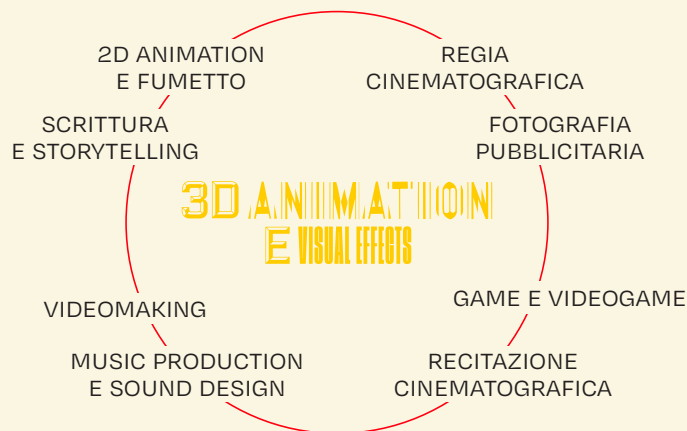 2D ANIMATION
E FUMETTO
REGIA
CINEMATOGRAFICA
SCRITTURA
E STORYTELLING
FOTOGRAFIA
PUBBLICITARIA
3D ANIMATION
E VISUAL EFFECTS
VIDEOMAKING
GAME E VIDEOGAME
MUSIC PRODUCTION
E SOUND DESIGN
RECITAZIONE
CINEMATOGRAFICA